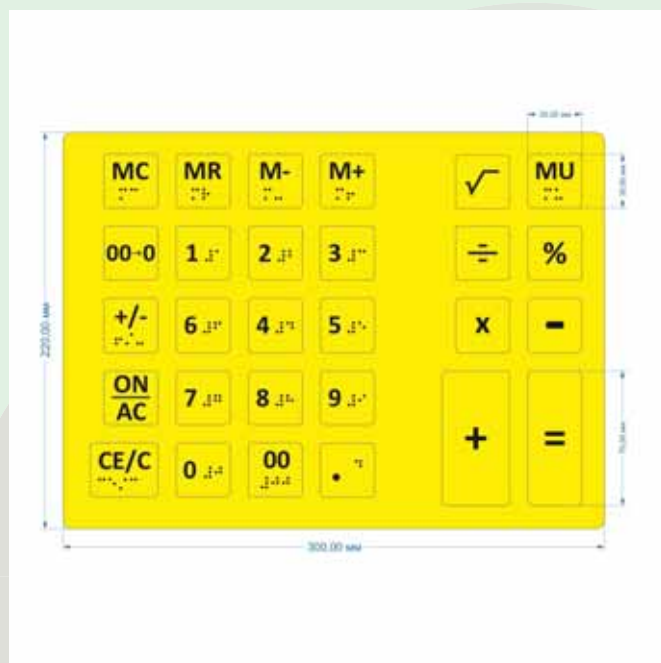 MC MR M- M+ √ MU
00→0 1 2 3 ÷ %
+/- 6 4 5 x -
ON
AC
7 8 9 + =
CE/C 0 00 .
220,00 мм
300,00 мм